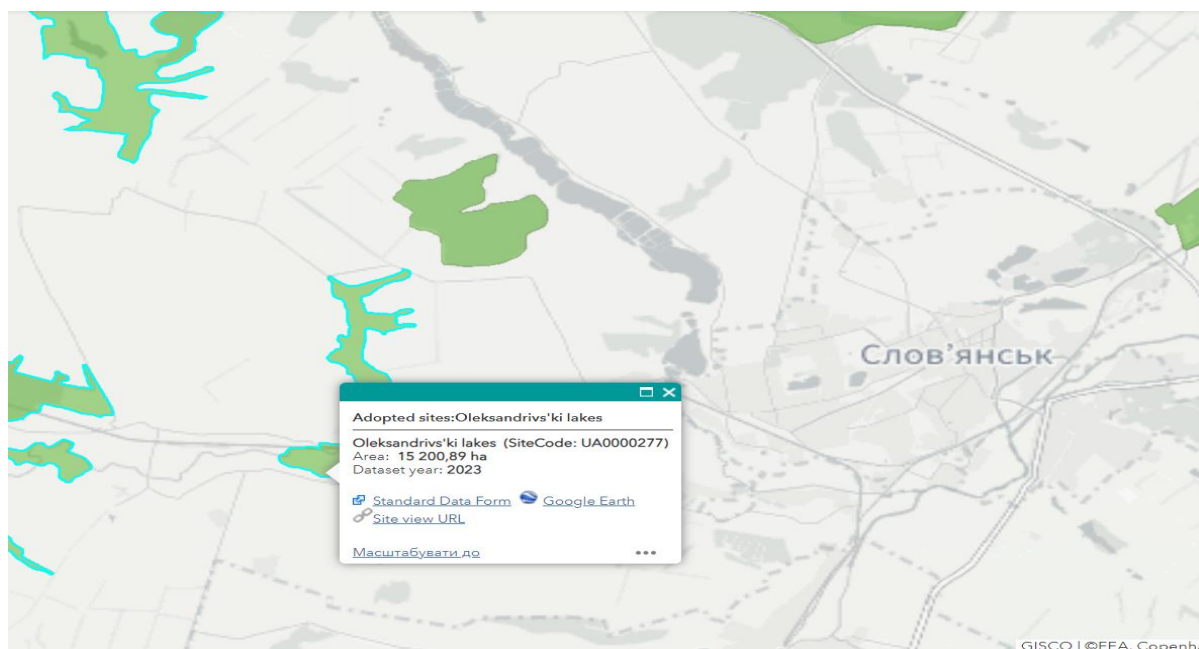 Слов'янськ
Adopted sites:Oleksandrivs'ki lakes
Oleksandrivs'ki lakes (SiteCode: UA0000277)
Area: 15 200,89 ha
Dataset year: 2023
Standard Data Form Google Earth
Site view URL
Масштабувати до
GISCO | ©EEA, Copenh